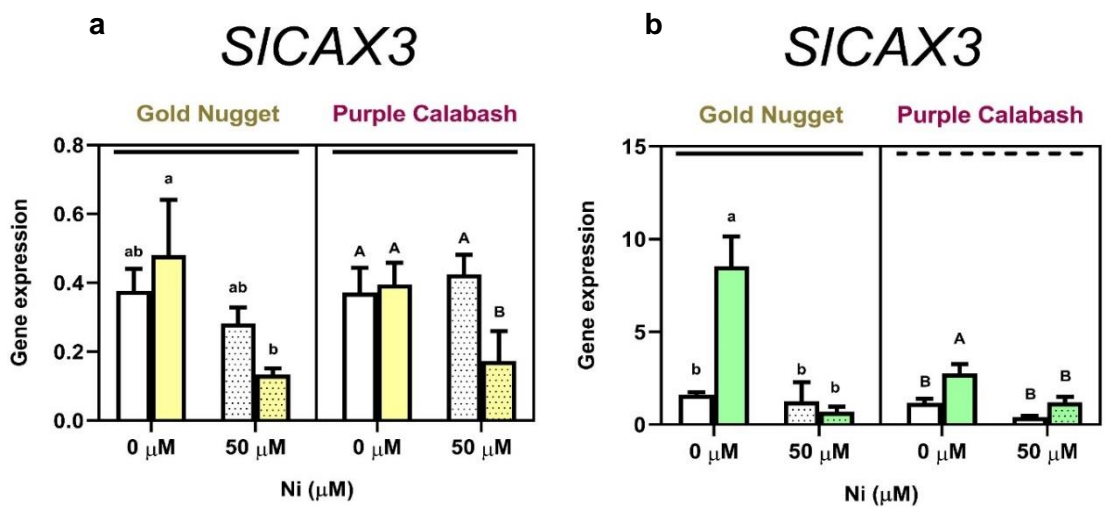 a
SlCAX3
Gold Nugget
Purple Calabash
Gene expression
0.8
0.6
0.4
0.2
0.0
ab
a
ab
b
A
A
A
B
0 μM
50 μM
0 μM
50 μM
Ni (μM)
b
SlCAX3
Gold Nugget
Purple Calabash
Gene expression
15
10
5
0
b
a
b
b
B
A
B
B
0 μM
50 μM
0 μM
50 μM
Ni (μM)